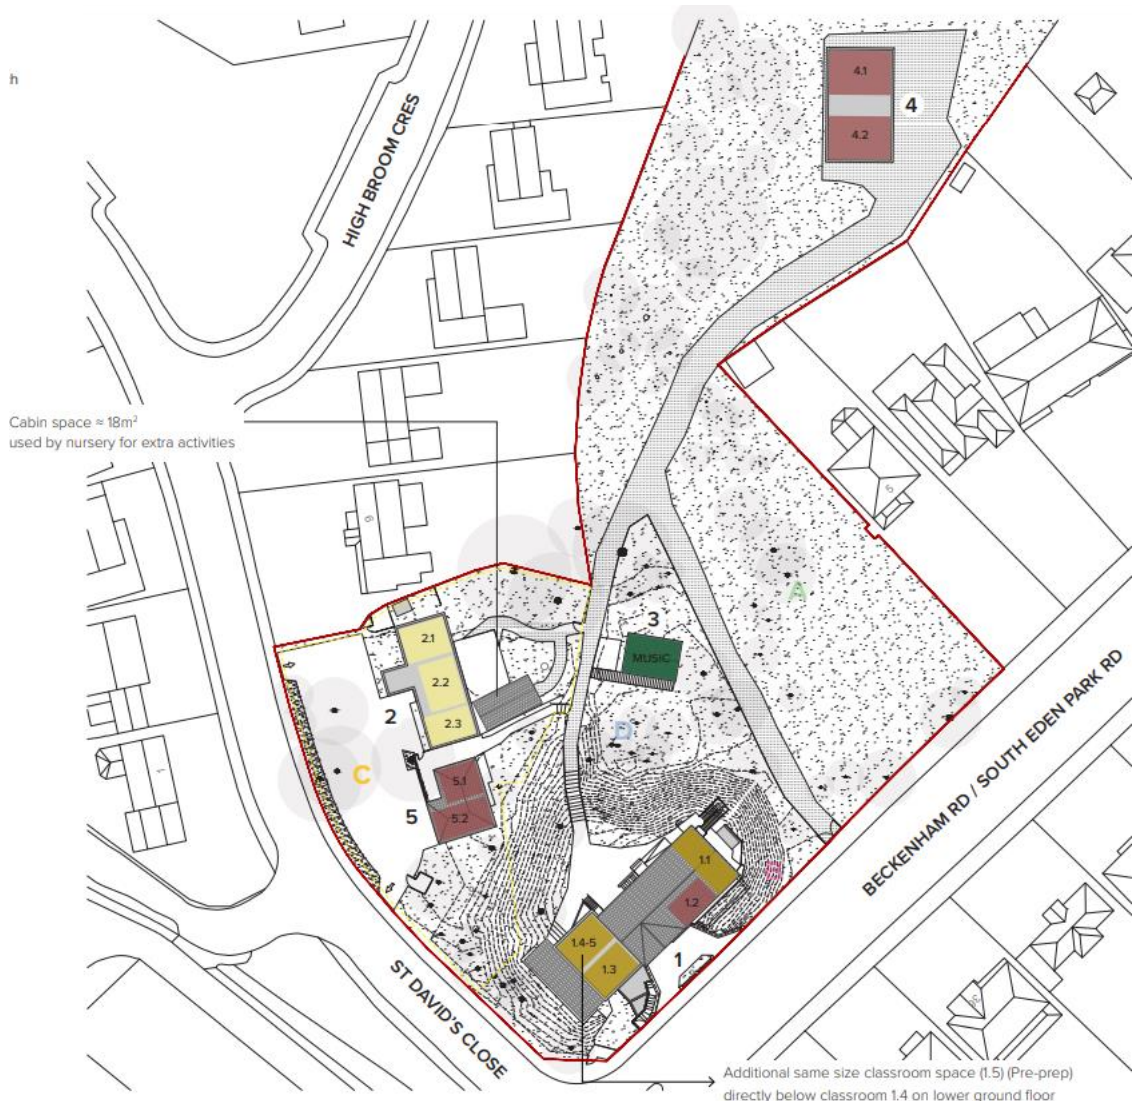 h
HIGH BROOM CRES
4.1
4
4.2
Cabin space ≈ 18m²
used by nursery for extra activities
5
9
A
3
MUSIC
2.1
2.2
2
2.3
D
C
1
5.1
5
5.2
BECKENHAM RD / SOUTH EDEN PARK RD
1.1
B
1.2
1.4-5
1.3
1
ST DAVID'S CLOSE
Additional same size classroom space (1.5) (Pre-prep)
directly below classroom 1.4 on lower ground floor